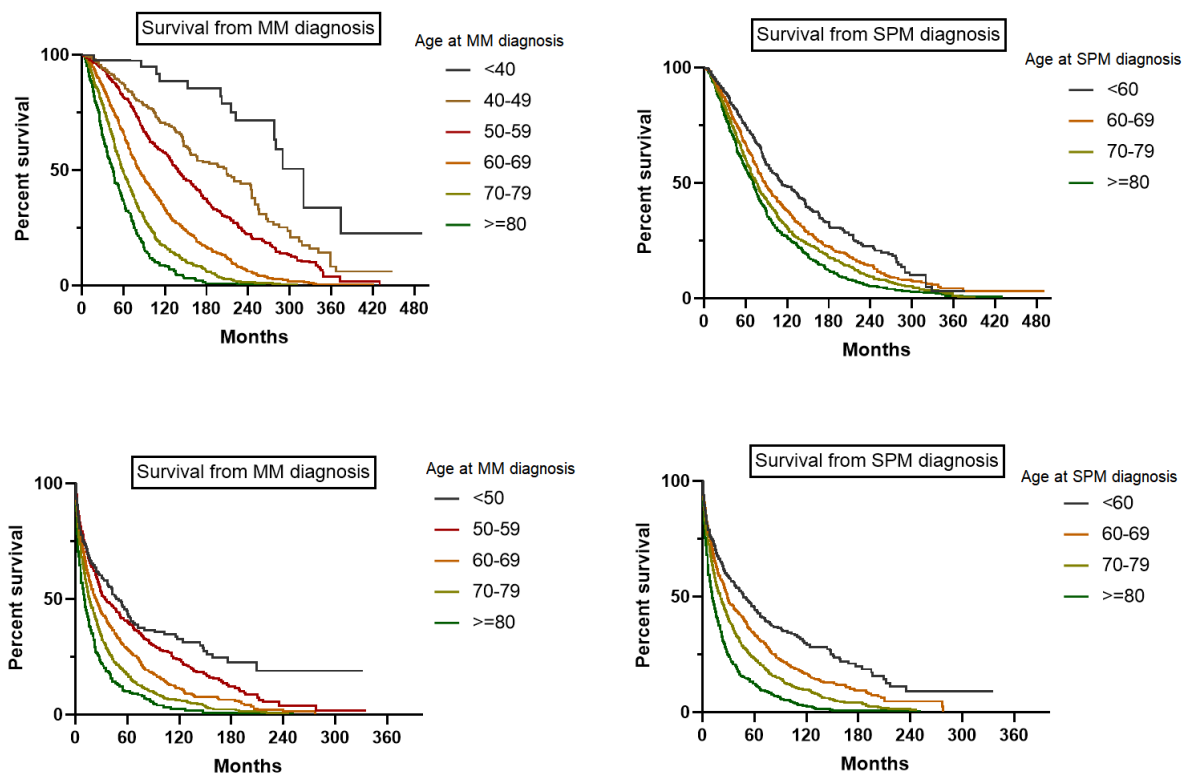 Survival from MM diagnosis
Age at MM diagnosis
<40
40-49
50-59
60-69
70-79
>=80
Percent survival
100
50
0
0 60 120 180 240 300 360 420 480
Months
Survival from SPM diagnosis
Age at SPM diagnosis
<60
60-69
70-79
>=80
Percent survival
100
50
0
0 60 120 180 240 300 360 420 480
Months
Survival from MM diagnosis
Age at MM diagnosis
<50
50-59
60-69
70-79
>=80
Percent survival
100
50
0
0 60 120 180 240 300 360
Months
Survival from SPM diagnosis
Age at SPM diagnosis
<60
60-69
70-79
>=80
Percent survival
100
50
0
0 60 120 180 240 300 360
Months